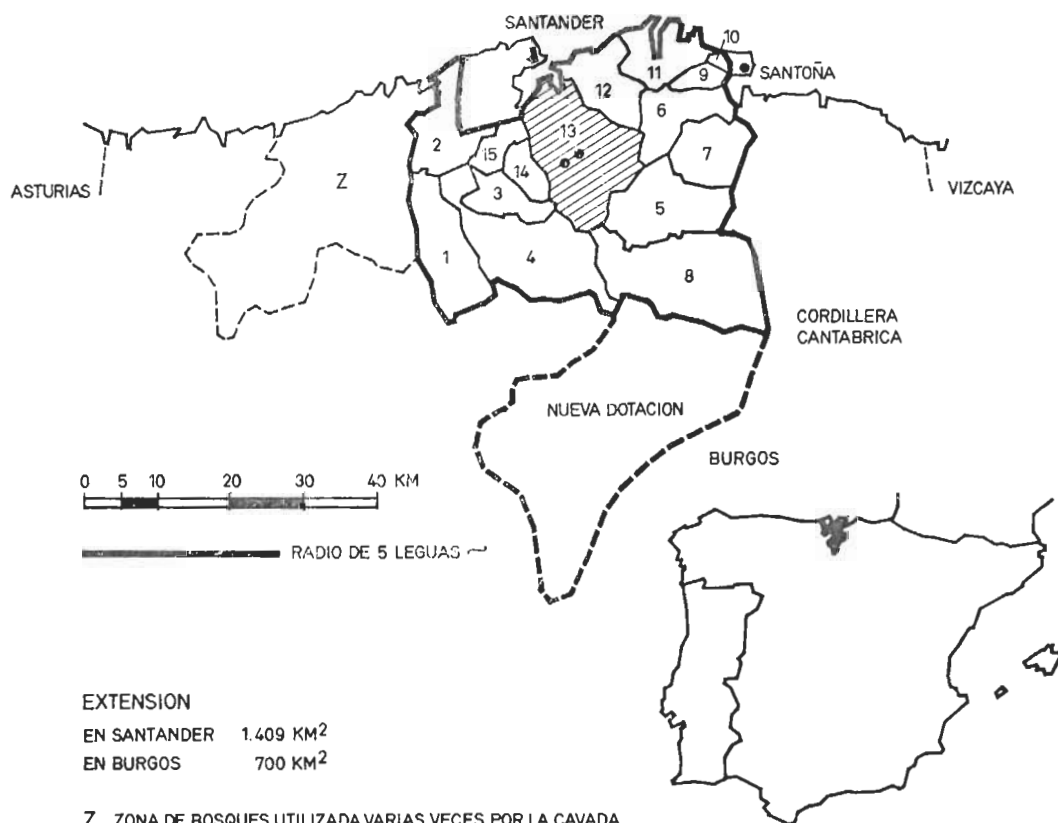 SANTANDER
10
11
9
SANTOÑA
12
6
13
2
15
7
14
Z
ASTURIAS
3
VIZCAYA
5
1
4
8
CORDILLERA
CANTABRICA
NUEVA DOTACION
BURGOS
0 5 10 20 30 40 KM
RADIO DE 5 LEGUAS
EXTENSION
EN SANTANDER 1.409 KM²
EN BURGOS 700 KM²
Z ZONA DE BOSQUES UTILIZADA VARIAS VECES POR LA CAVADA